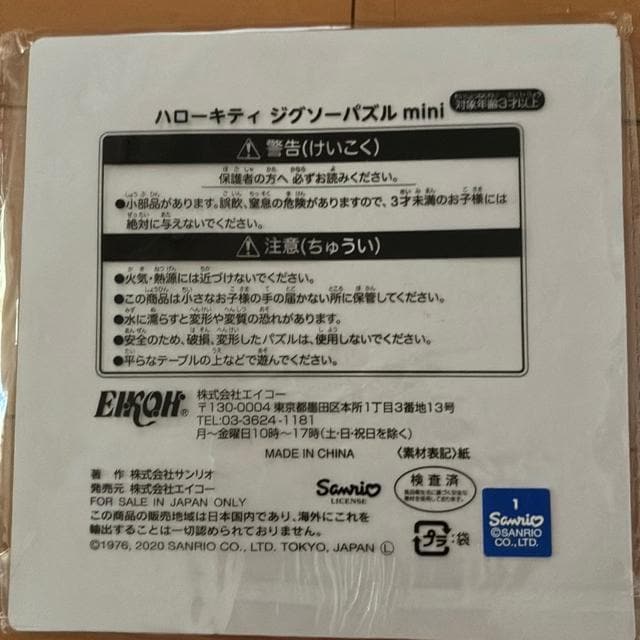 ハローキティ ジグソーパズル mini 対象年齢3才以上
警告(けいこく)
保護者の方へ 必ずお読みください。
●小部品があります。誤飲、窒息の危険がありますので、3才未満のお子様には
絶対に与えないでください。
注意(ちゅうい)
●火気・熱源には近づけないでください。
●この商品は小さなお子様の手の届かない所に保管してください。
●水に濡らすと変形や変質の恐れがあります。
●安全のため、破損、変形したパズルは、使用しないでください。
●平らなテーブルの上などで遊んでください。
EIKOH® 株式会社エイコー
〒130-0004 東京都墨田区本所1丁目3番地13号
TEL:03-3624-1181
月〜金曜日10時〜17時(土・日・祝日を除く)
MADE IN CHINA 〈素材表記〉紙
著 作 株式会社サンリオ
発売元 株式会社エイコー
FOR SALE IN JAPAN ONLY
この商品の販売地域は日本国内であり、海外にこれを
輸出することは一切認められておりません。
©1976, 2020 SANRIO CO., LTD. TOKYO, JAPAN Ⓛ
Sanrio
LICENSE
検査済
プラ:袋
1
Sanrio
©SANRIO
CO., LTD.